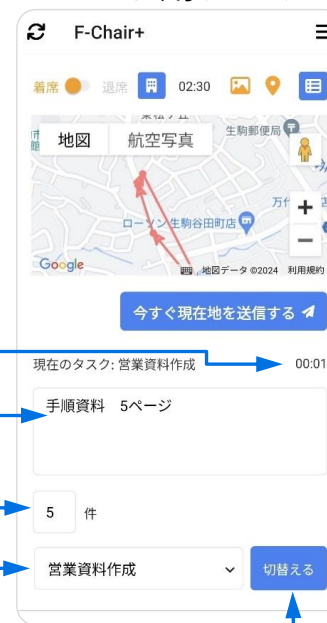 F-Chair+
着席 退席 02:30
地図 航空写真
生駒郵便局
ローソン生駒谷田町店
Google
地図データ ©2024 利用規約
今すぐ現在地を送信する
現在のタスク: 営業資料作成 00:01
手順資料 5ページ
5 件
営業資料作成 切替える